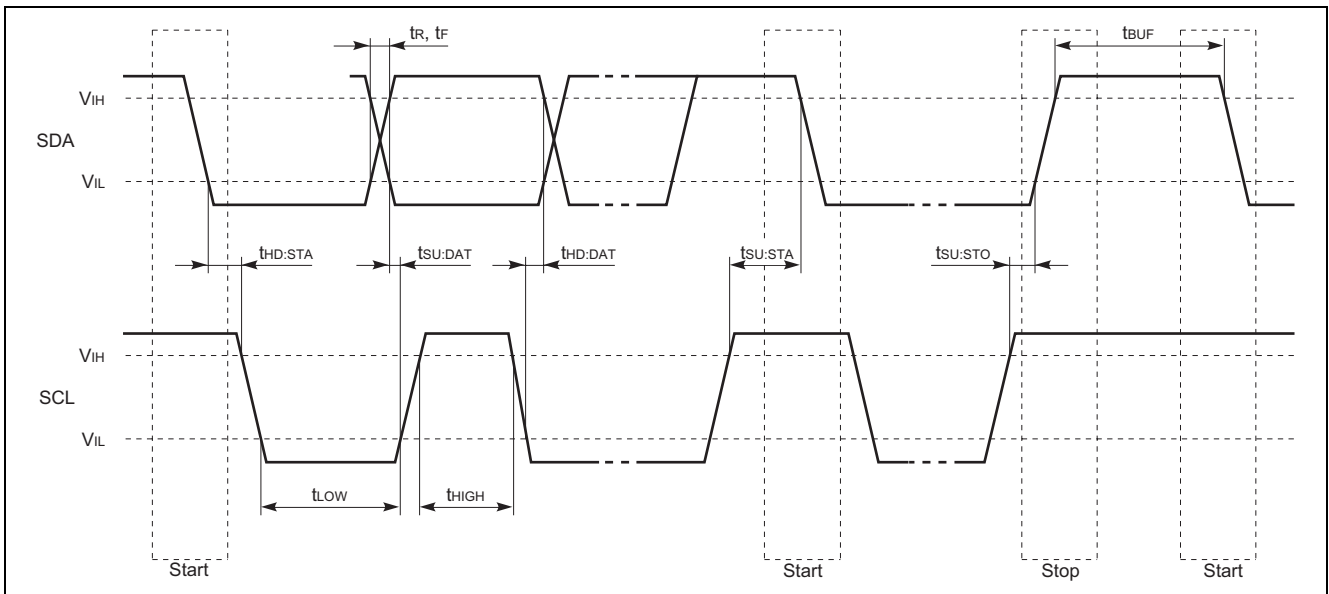 tR, tF
tBUF
VIH
SDA
VIL
tHD:STA
tSU:DAT
tHD:DAT
tSU:STA
tSU:STO
VIH
SCL
VIL
tLOW
tHIGH
Start
Start
Stop
Start